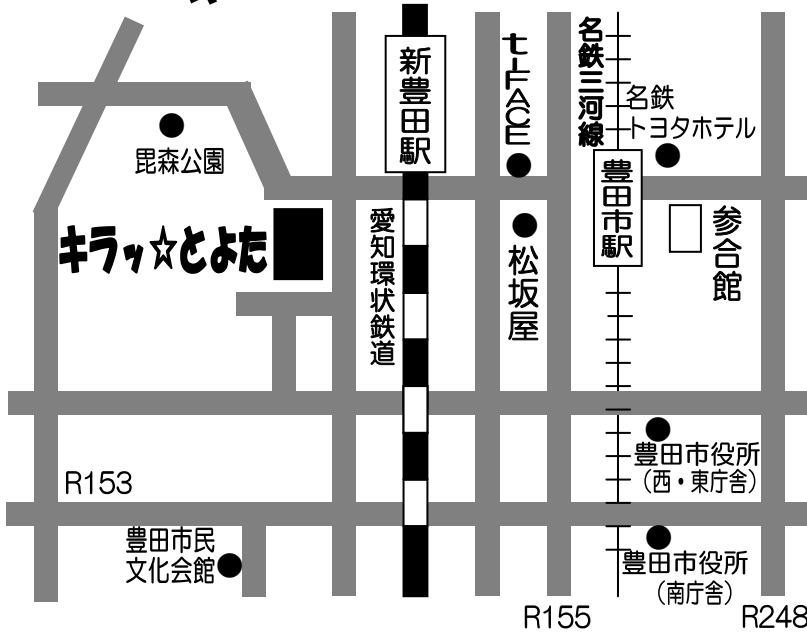 新豊田駅
t-FACE
名鉄三河線
名鉄
トヨタホテル
毘森公園
豊田市駅
キラッ☆とよた
愛知環状鉄道
松坂屋
参合館
R153
豊田市役所
(西・東庁舎)
豊田市民
文化会館
豊田市役所
(南庁舎)
R155
R248